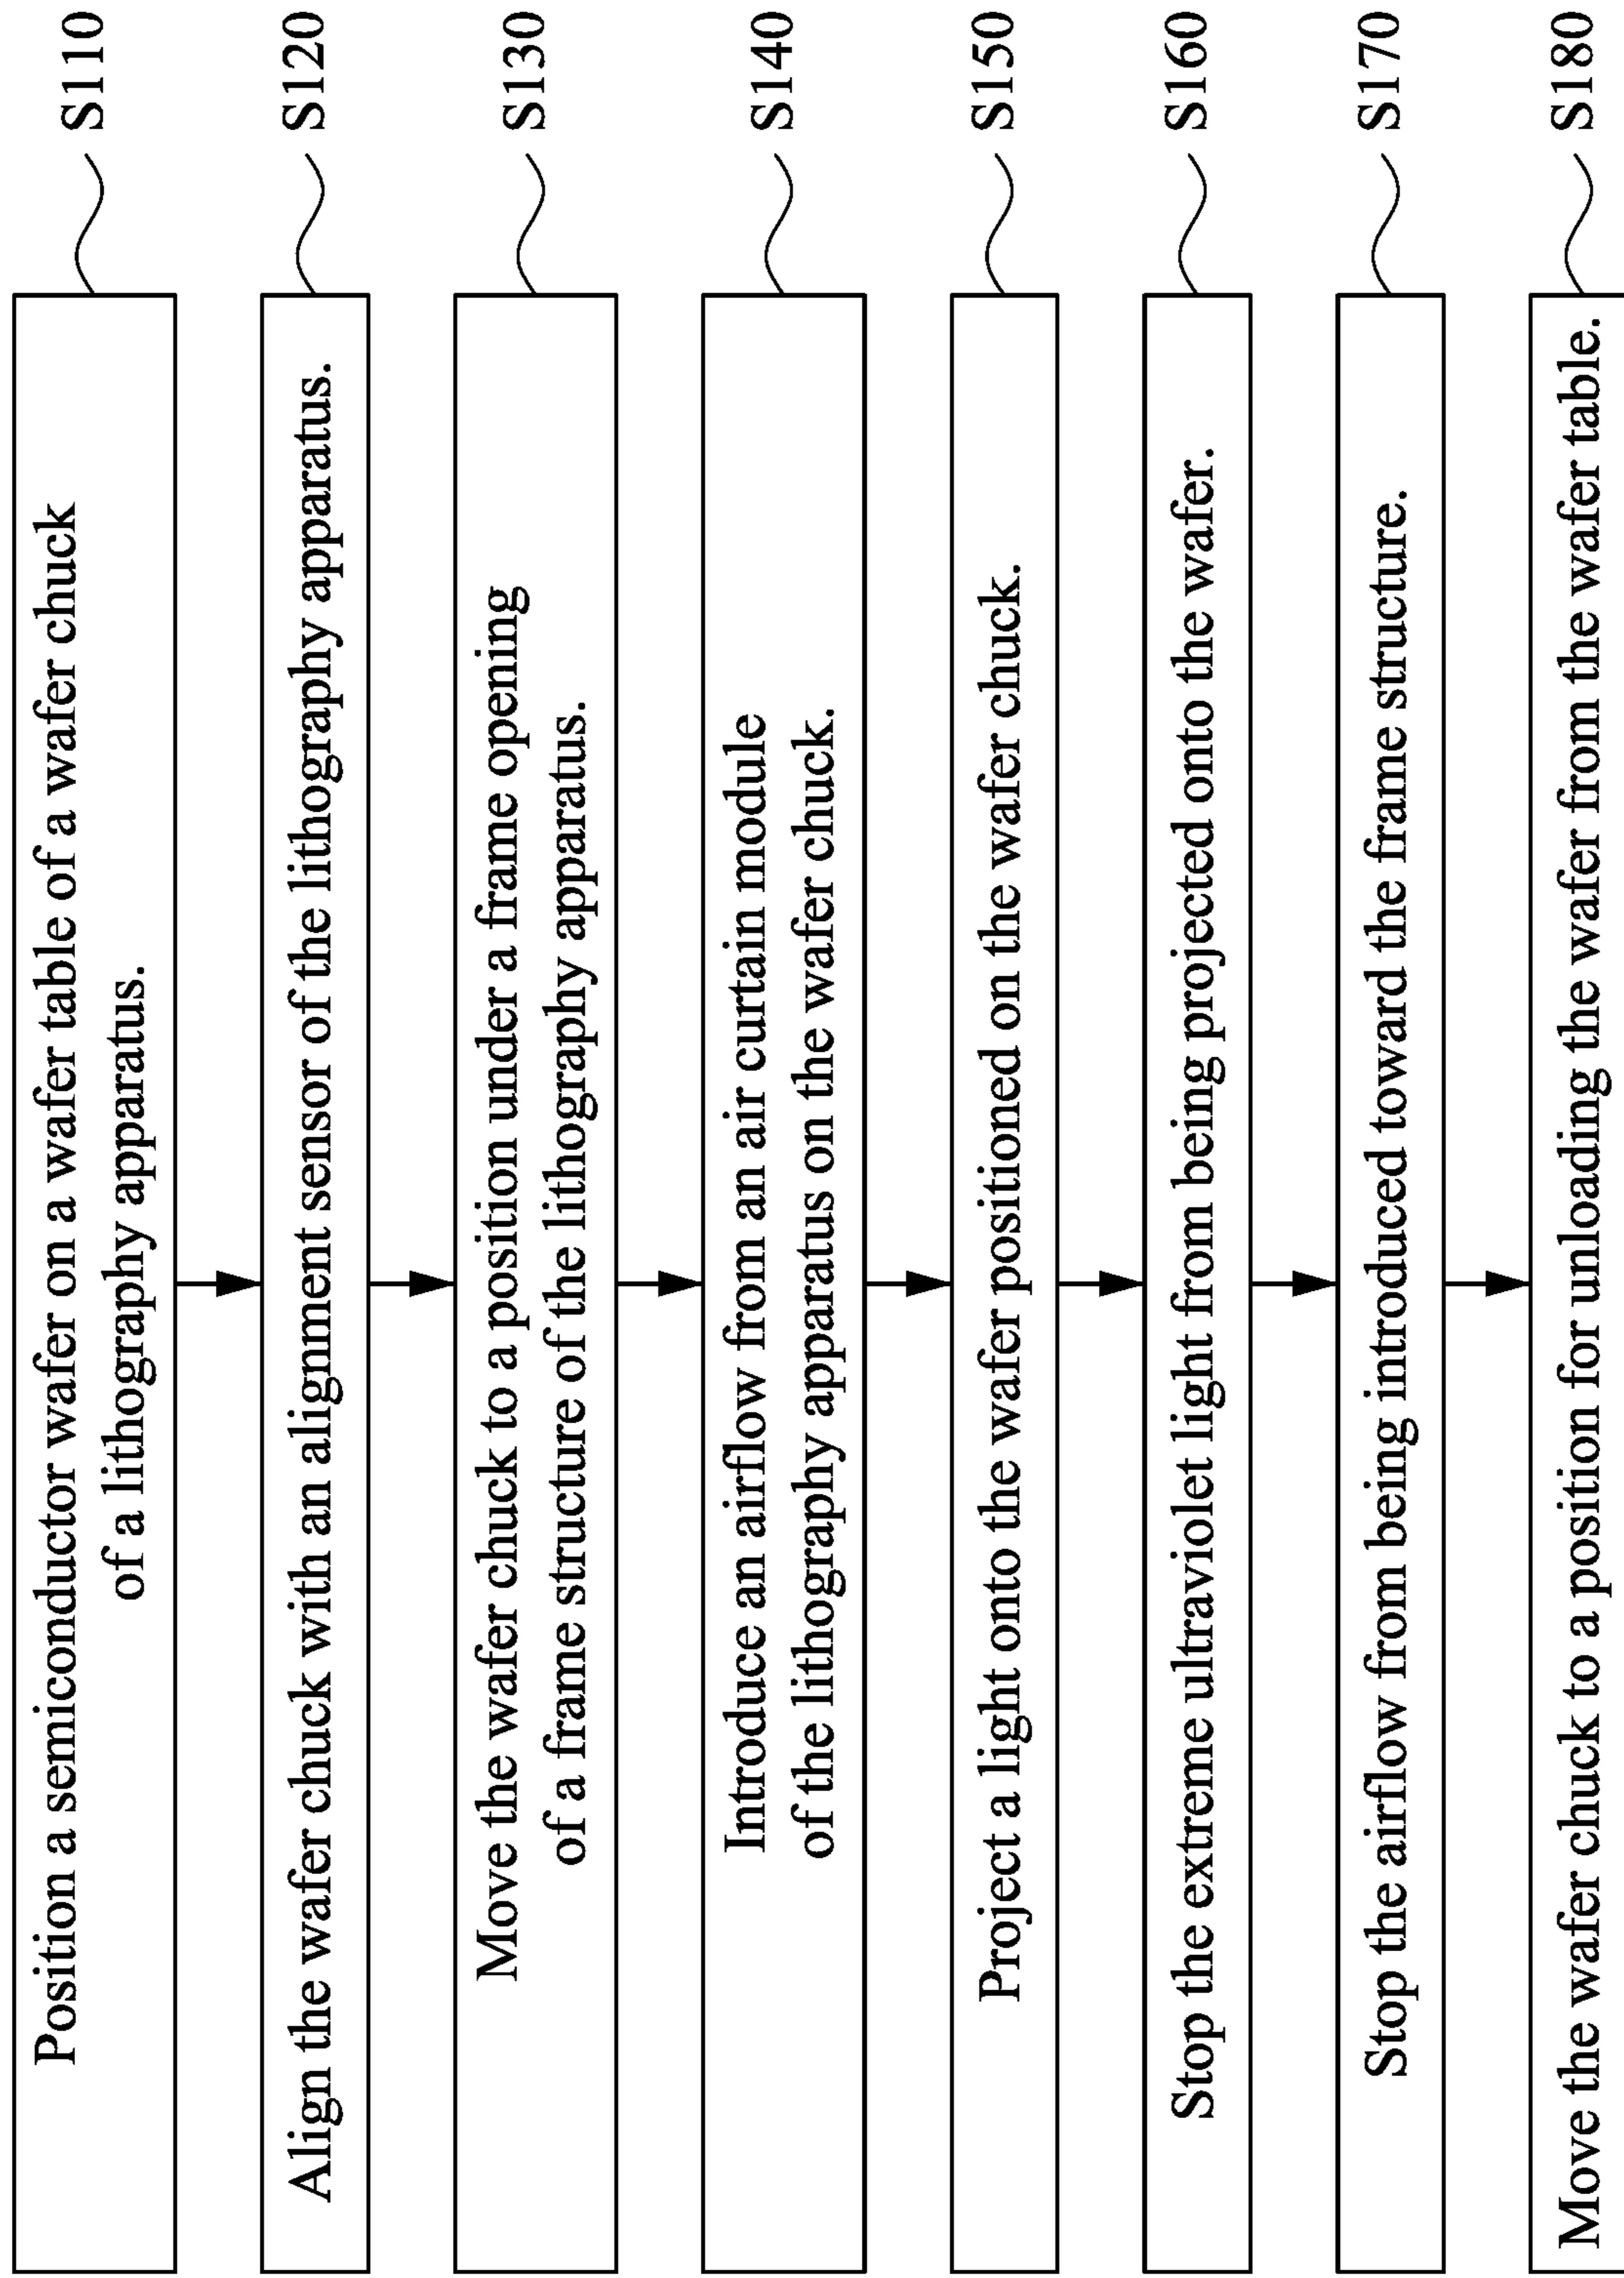 Position a semiconductor wafer on a wafer table of a wafer chuck
of a lithography apparatus.
S110
Align the wafer chuck with an alignment sensor of the lithography apparatus.
S120
Move the wafer chuck to a position under a frame opening
of a frame structure of the lithography apparatus.
S130
Introduce an airflow from an air curtain module
of the lithography apparatus on the wafer chuck.
S140
Project a light onto the wafer positioned on the wafer chuck.
S150
Stop the extreme ultraviolet light from being projected onto the wafer.
S160
Stop the airflow from being introduced toward the frame structure.
S170
Move the wafer chuck to a position for unloading the wafer from the wafer table.
S180